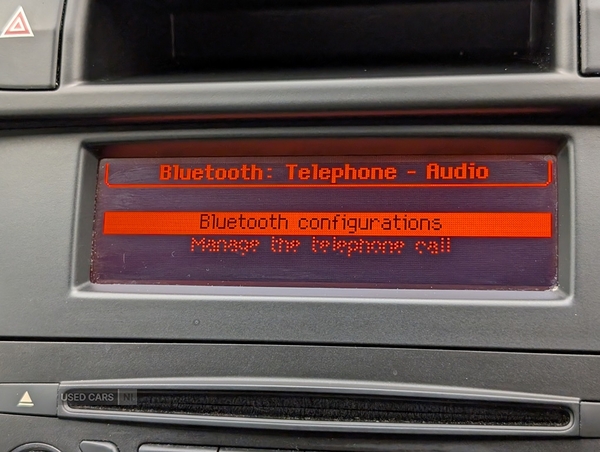 Bluetooth: Telephone - Audio
Bluetooth configurations
Manage the telephone call
USED CARS NI